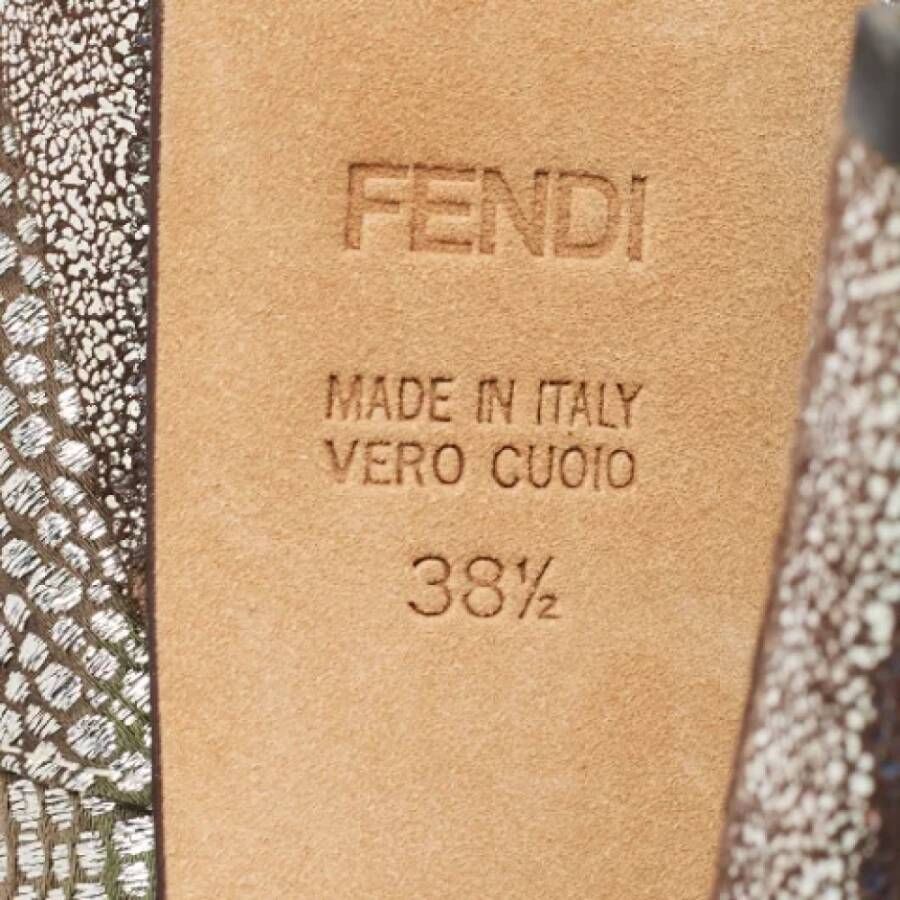 FENDI
MADE IN ITALY
VERO CUOIO
38½